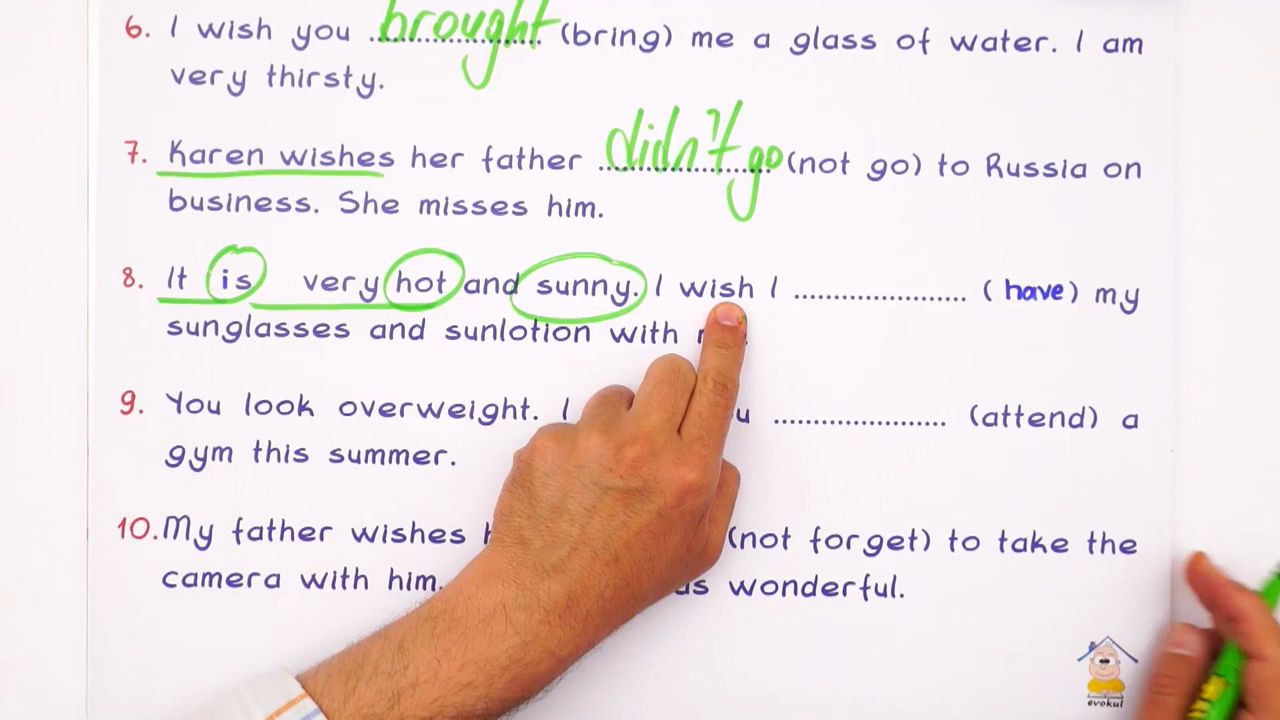 6. I wish you brought (bring) me a glass of water. I am
very thirsty.
7. Karen wishes her father didn't go (not go) to Russia on
business. She misses him.
8. It is very hot and sunny. I wish I ...................... (have) my
sunglasses and sunlotion with
9. You look overweight. I ...................... (attend) a
gym this summer.
10. My father wishes (not forget) to take the
camera with him. wonderful.
evokul